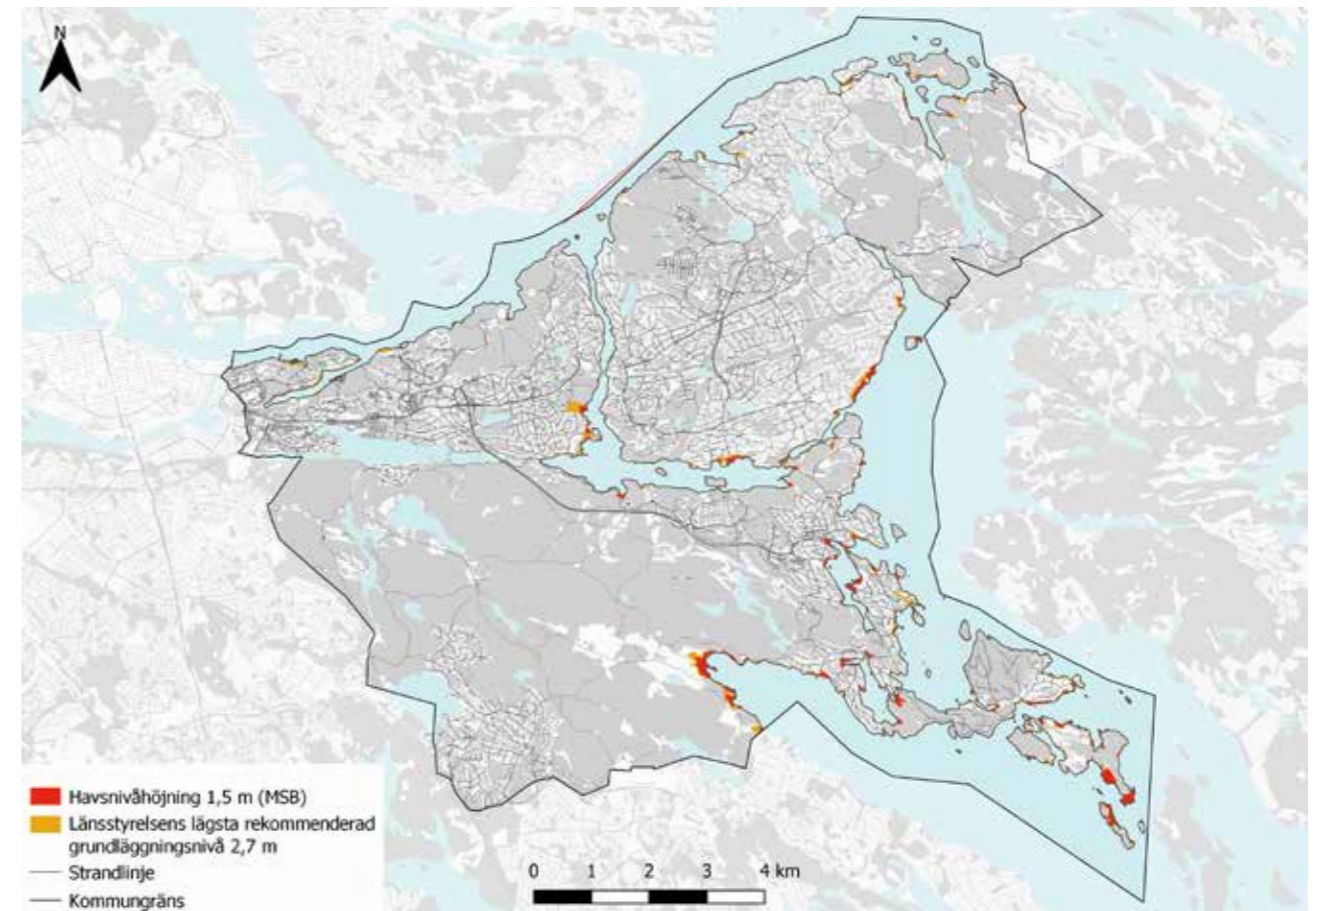 N
Havsnivåhöjning 1,5 m (MSB)
Länsstyrelsens lägsta rekommenderad
grundläggningsnivå 2,7 m
Strandlinje
Kommungräns
0 1 2 3 4 km